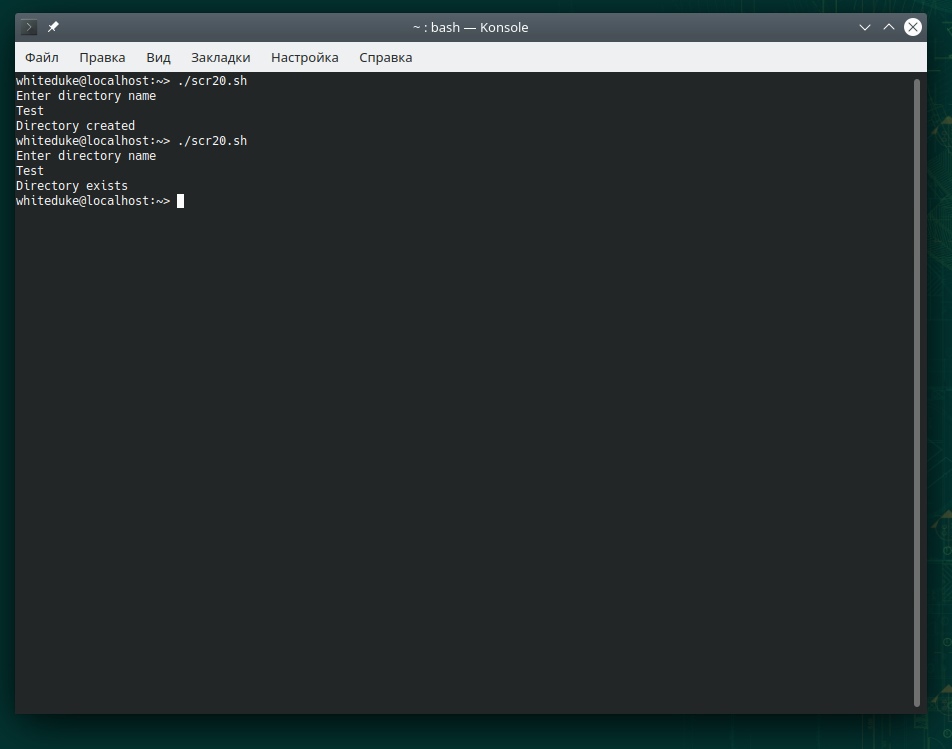 ~ : bash — Konsole
Файл Правка Вид Закладки Настройка Справка
whiteduke@localhost:~> ./scr20.sh
Enter directory name
Test
Directory created
whiteduke@localhost:~> ./scr20.sh
Enter directory name
Test
Directory exists
whiteduke@localhost:~>